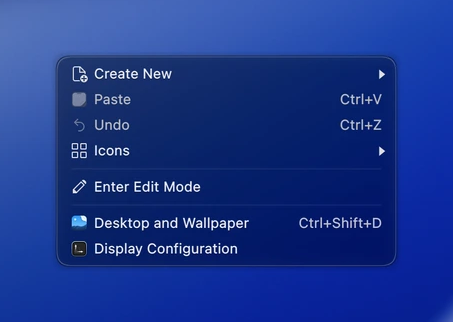 Create New
Paste Ctrl+V
Undo Ctrl+Z
Icons
Enter Edit Mode
Desktop and Wallpaper Ctrl+Shift+D
Display Configuration